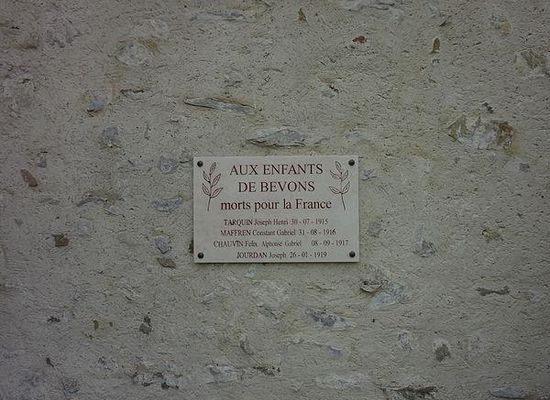 AUX ENFANTS
DE BEVONS
morts pour la France
TARQUIN Joseph Henri 30 - 07 - 1915
MAFFREN Constant Gabriel 31 - 08 - 1916
CHAUVIN Felix Alphonse Gabriel 08 - 09 - 1917
JOURDAN Joseph 26 - 01 - 1919